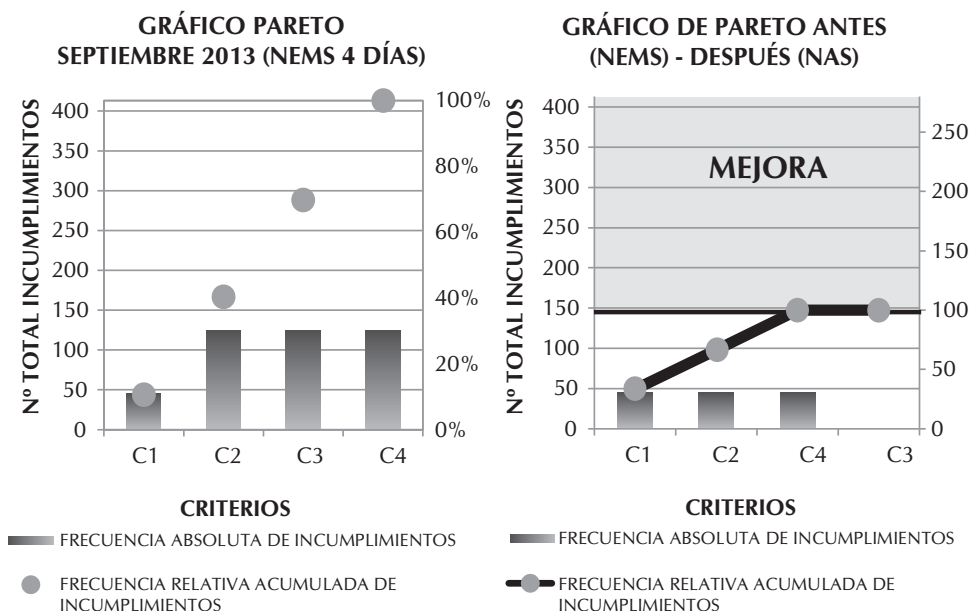 GRÁFICO PARETO
SEPTIEMBRE 2013 (NEMS 4 DÍAS)
Nº TOTAL INCUMPLIMIENTOS
400
350
300
250
200
150
100
50
0
100%
80%
60%
40%
20%
0%
C1 C2 C3 C4
CRITERIOS
FRECUENCIA ABSOLUTA DE INCUMPLIMIENTOS
FRECUENCIA RELATIVA ACUMULADA DE
INCUMPLIMIENTOS
GRÁFICO DE PARETO ANTES
(NEMS) - DESPUÉS (NAS)
Nº TOTAL INCUMPLIMIENTOS
400
350
300
250
200
150
100
50
0
MEJORA
250
200
150
100
50
0
C1 C2 C4 C3
CRITERIOS
FRECUENCIA ABSOLUTA DE INCUMPLIMIENTOS
FRECUENCIA RELATIVA ACUMULADA DE
INCUMPLIMIENTOS